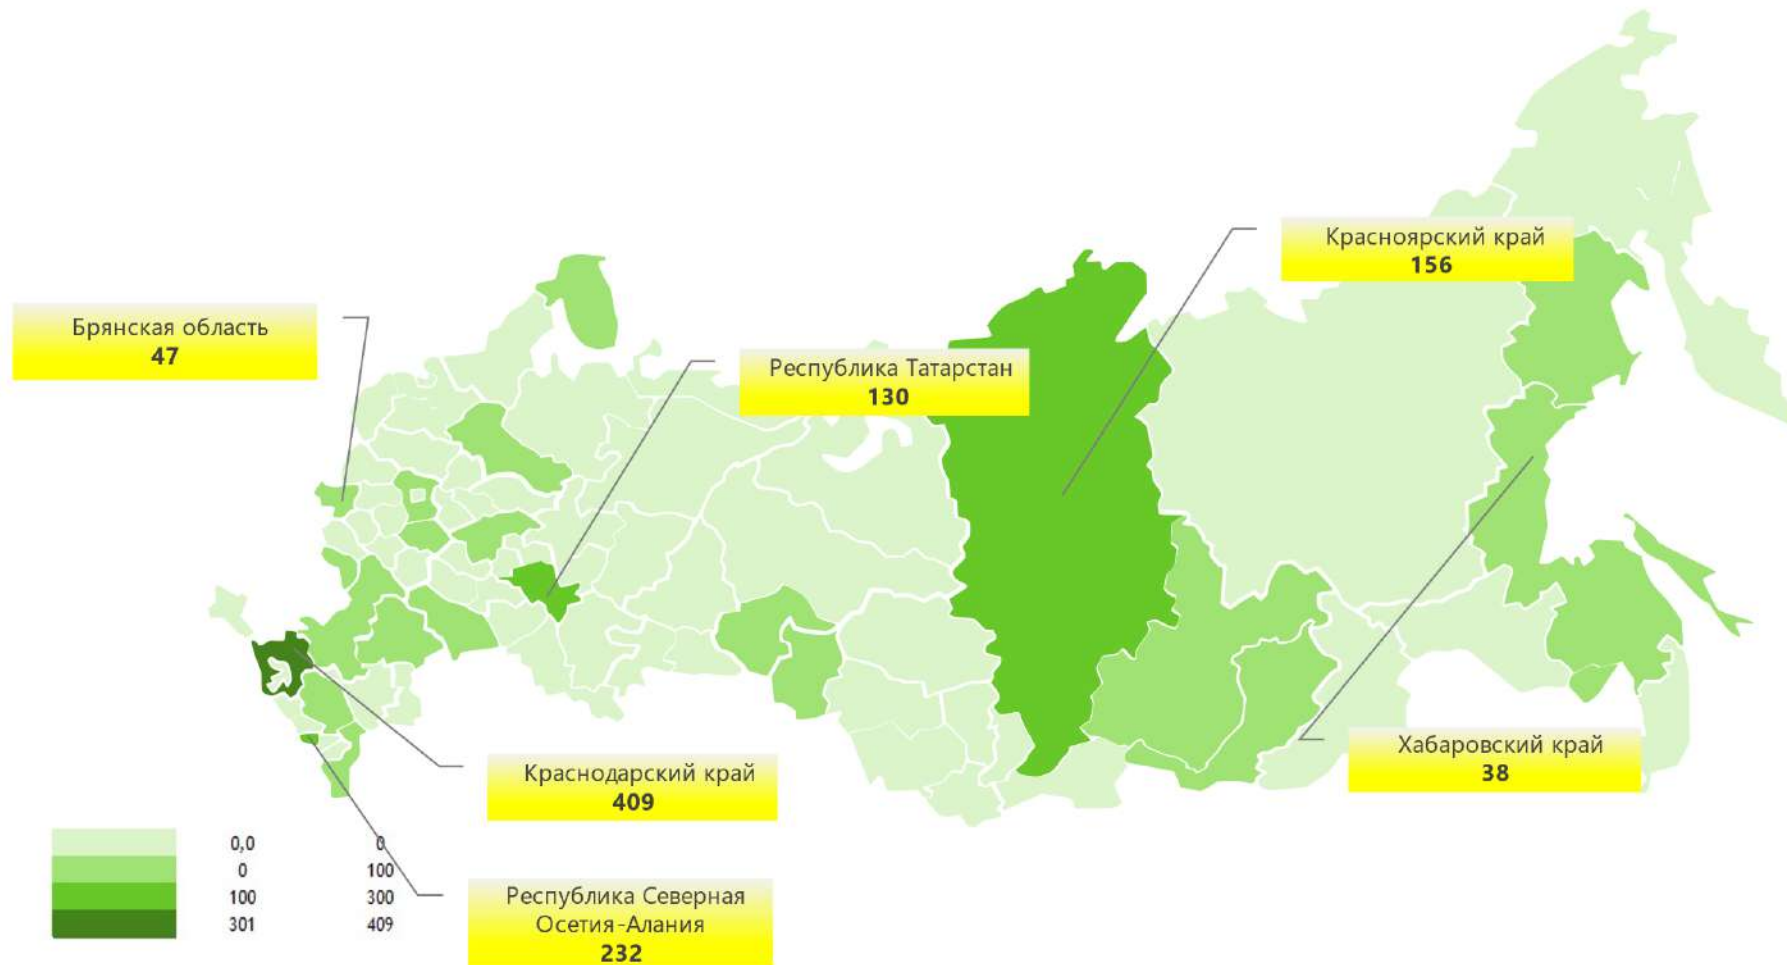 Красноярский край
156
Брянская область
47
Республика Татарстан
130
Хабаровский край
38
Краснодарский край
409
0,0 0
0 100
100 300
301 409
Республика Северная
Осетия-Алания
232